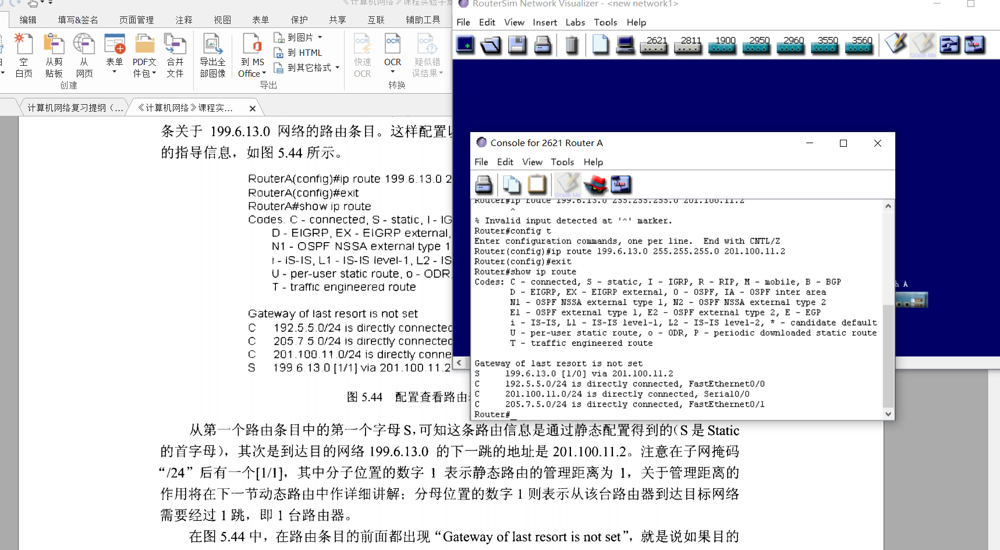 《计算机网络》课程实验手册
编辑 填写&签名 页面管理 注释 视图 表单 保护 共享 互联 辅助工具
空
白页
从剪
贴板
从
网页
表单
PDF文
件包
合并
文件
创建
导出全
部图像
到 MS
Office
到图片
到 HTML
到其它格式
导出
OCR
快速
OCR
OCR
OCR
OCR
疑似错
误结果
转换
计算机网络复习提纲（...
《计算机网络》课程实...
条关于 199.6.13.0 网络的路由条目。这样配置
的指导信息，如图 5.44 所示。
RouterA(config)#ip route 199.6.13.0 2
RouterA(config)#exit
RouterA#show ip route
Codes: C - connected, S - static, I - IG
D - EIGRP, EX - EIGRP external,
N1 - OSPF NSSA external type 1
i - IS-IS, L1 - IS-IS level-1, L2 - IS
U - per-user static route, o - ODR,
T - traffic engineered route
Gateway of last resort is not set
C 192.5.5.0/24 is directly connected
C 205.7.5.0/24 is directly connected
C 201.100.11.0/24 is directly conne
S 199.6.13.0 [1/1] via 201.100.11.2
图 5.44 配置查看路由
从第一个路由条目中的第一个字母 S，可知这条路由信息是通过静态配置得到的（S 是 Static
的首字母），其次是到达目的网络 199.6.13.0 的下一跳的地址是 201.100.11.2。注意在子网掩码
“/24” 后有一个[1/1]，其中分子位置的数字 1 表示静态路由的管理距离为 1，关于管理距离的
作用将在下一节动态路由中作详细讲解；分母位置的数字 1 则表示从该台路由器到达目标网络
需要经过 1 跳，即 1 台路由器。
在图 5.44 中，在路由条目的前面都出现 “Gateway of last resort is not set”，就是说如果目的
RouterSim Network Visualizer - <new network1>
File Edit View Insert Labs Tools Help
2621 2811 1900 2950 2960 3550 3560
Grade Me
h A
Console for 2621 Router A
File Edit View Tools Help
Grade Me
Router#ip route 199.6.13.0 255.255.255.0 201.100.11.2
^
% Invalid input detected at '^' marker.
Router#config t
Enter configuration commands, one per line. End with CNTL/Z
Router(config)#ip route 199.6.13.0 255.255.255.0 201.100.11.2
Router(config)#exit
Router#show ip route
Codes: C - connected, S - static, I - IGRP, R - RIP, M - mobile, B - BGP
D - EIGRP, EX - EIGRP external, O - OSPF, IA - OSPF inter area
N1 - OSPF NSSA external type 1, N2 - OSPF NSSA external type 2
E1 - OSPF external type 1, E2 - OSPF external type 2, E - EGP
i - IS-IS, L1 - IS-IS level-1, L2 - IS-IS level-2, * - candidate default
U - per-user static route, o - ODR, P - periodic downloaded static route
T - traffic engineered route
Gateway of last resort is not set
S 199.6.13.0 [1/0] via 201.100.11.2
C 192.5.5.0/24 is directly connected, FastEthernet0/0
C 201.100.11.0/24 is directly connected, Serial0/0
C 205.7.5.0/24 is directly connected, FastEthernet0/1
Router#_